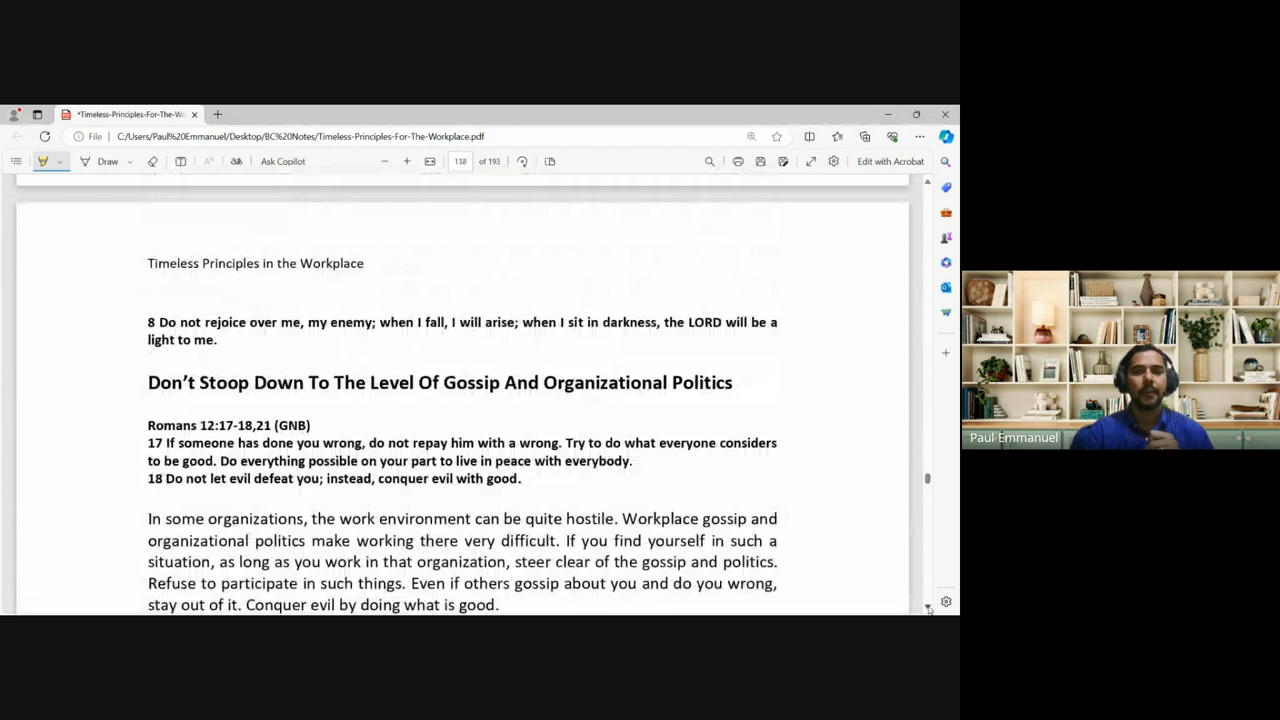 *Timeless-Principles-For-The-Wo
File
C:/Users/Paul%20Emmanuel/Desktop/BC%20Notes/Timeless-Principles-For-The-Workplace.pdf
Draw
Ask Copilot
138 of 193
Edit with Acrobat
Timeless Principles in the Workplace
8 Do not rejoice over me, my enemy; when I fall, I will arise; when I sit in darkness, the LORD will be a
light to me.
Don’t Stoop Down To The Level Of Gossip And Organizational Politics
Romans 12:17-18,21 (GNB)
17 If someone has done you wrong, do not repay him with a wrong. Try to do what everyone considers
to be good. Do everything possible on your part to live in peace with everybody.
18 Do not let evil defeat you; instead, conquer evil with good.
In some organizations, the work environment can be quite hostile. Workplace gossip and
organizational politics make working there very difficult. If you find yourself in such a
situation, as long as you work in that organization, steer clear of the gossip and politics.
Refuse to participate in such things. Even if others gossip about you and do you wrong,
stay out of it. Conquer evil by doing what is good.
Paul Emmanuel